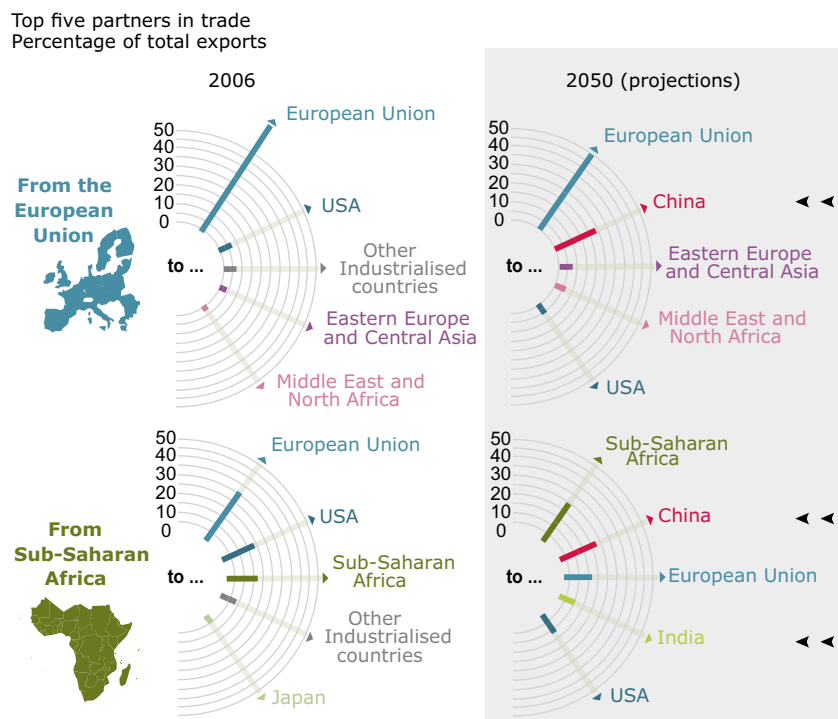 Top five partners in trade
Percentage of total exports
2006
2050 (projections)
From the
European
Union
50
40
30
20
10
0
to ...
European Union
USA
Other
Industrialised
countries
Eastern Europe
and Central Asia
Middle East and
North Africa
50
40
30
20
10
0
to ...
European Union
China
Eastern Europe
and Central Asia
Middle East and
North Africa
USA
From
Sub-Saharan
Africa
50
40
30
20
10
0
to ...
European Union
USA
Sub-Saharan
Africa
Other
Industrialised
countries
Japan
50
40
30
20
10
0
to ...
Sub-Saharan
Africa
China
European Union
India
USA